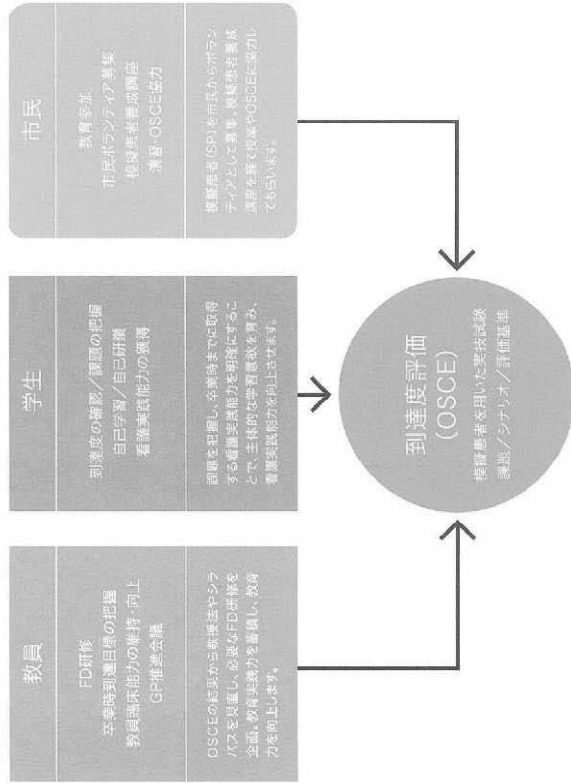 教員
FD研修
卒業時到達目標の把握
教員臨床能力の維持・向上
GP推進会議
OSCEの結果から教授法やシラ
バスを見直し、必要なFD研修を
企画。教育実践力を蓄積し、教育
力を向上します。
学生
到達度の確認／課題の把握
自己学習／自己研鑽
看護実践能力の獲得
課題を把握し、卒業時までに取得
する看護実践能力を明確にするこ
とで、主体的な学習意欲を育み、
看護実践能力を向上させます。
市民
教育参加
市民ボランティア募集
模擬患者養成講座
演習・OSCE協力
模擬患者(SP)を市民からボラン
ティアとして募集。模擬患者養成
講座を経て授業やOSCEに協力し
てもらいます。
到達度評価
(OSCE)
模擬患者を用いた実技試験
課題／シナリオ／評価基準